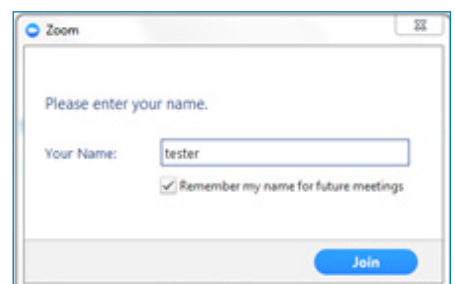 Zoom
Please enter your name.
Your Name: tester
Remember my name for future meetings
Join